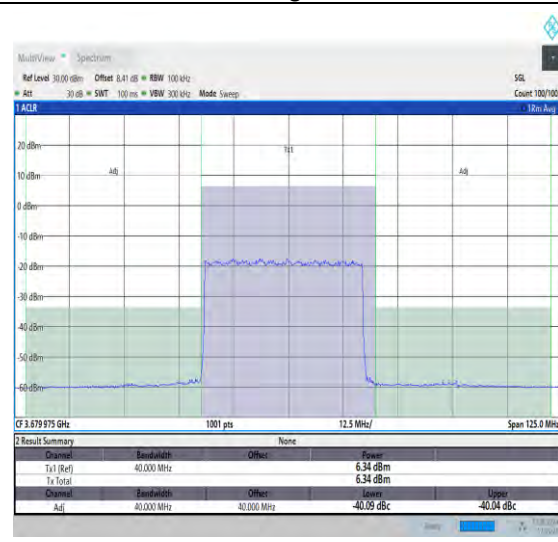 MultiView Spectrum
Ref Level 30.00 dBm Offset 8.41 dB RBW 100 kHz SGL
Att 30 dB SWT 100 ms VBW 300 kHz Mode Sweep Count 100/100
1 ACLR 1Rm Avg
Tx1
20 dBm
Adj Adj
10 dBm
0 dBm
-10 dBm
-20 dBm
-30 dBm
-40 dBm
-50 dBm
-60 dBm
CF 3.679 975 GHz 1001 pts 12.5 MHz/ Span 125.0 MHz
2 Result Summary None
Channel Bandwidth Offset Power
Tx1 (Ref) 40.000 MHz 6.34 dBm
Tx Total 6.34 dBm
Channel Bandwidth Offset Lower Upper
Adj 40.000 MHz 40.000 MHz -40.09 dBc -40.04 dBc